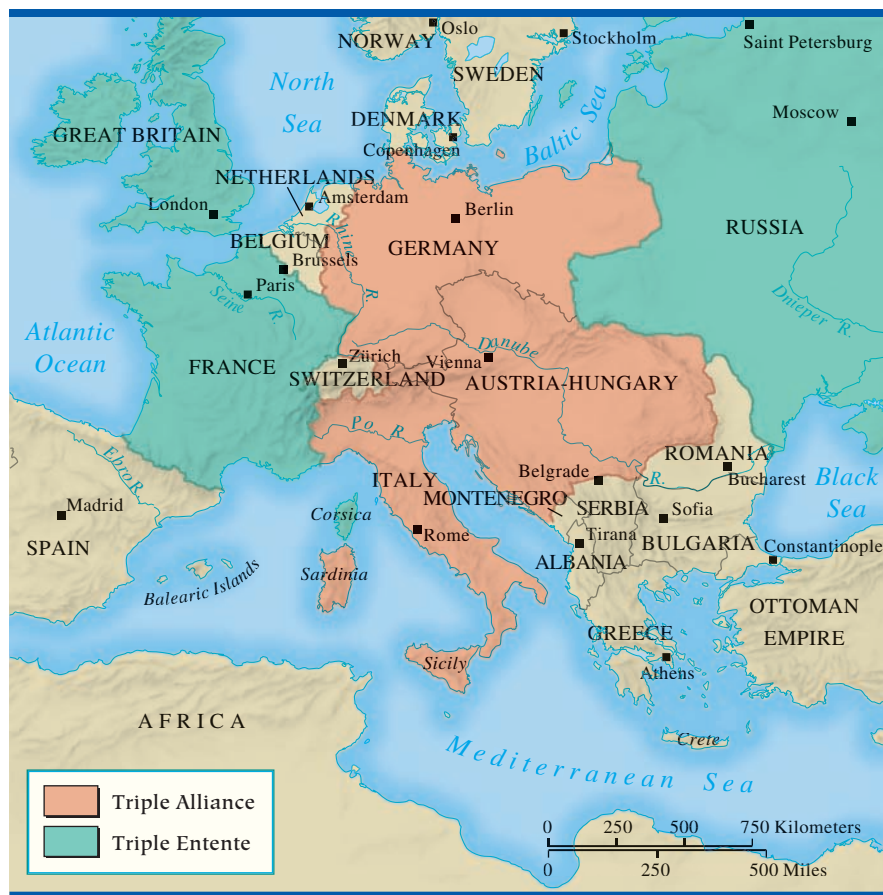 NORWAY
Oslo
Stockholm
Saint Petersburg
SWEDEN
North
Sea
Moscow
DENMARK
Copenhagen
Baltic Sea
GREAT BRITAIN
NETHERLANDS
Amsterdam
London
Berlin
RUSSIA
BELGIUM
Rhine R.
GERMANY
Brussels
Paris
Seine R
Dnieper R.
Atlantic
Ocean
FRANCE
Zürich
SWITZERLAND
Vienna
Danube
R.
AUSTRIA-HUNGARY
Po R.
Ebro R.
ROMANIA
Bucharest
Belgrade
ITALY
MONTENEGRO
SERBIA
Black
Sea
Madrid
Corsica
Sofia
SPAIN
Rome
Tirana
BULGARIA
ALBANIA
Constantinople
Balearic Islands
Sardinia
OTTOMAN
EMPIRE
GREECE
Sicily
Athens
AFRICA
Crete
Mediterranean Sea
Triple Alliance
Triple Entente
0 250 500 750 Kilometers
0 250 500 Miles